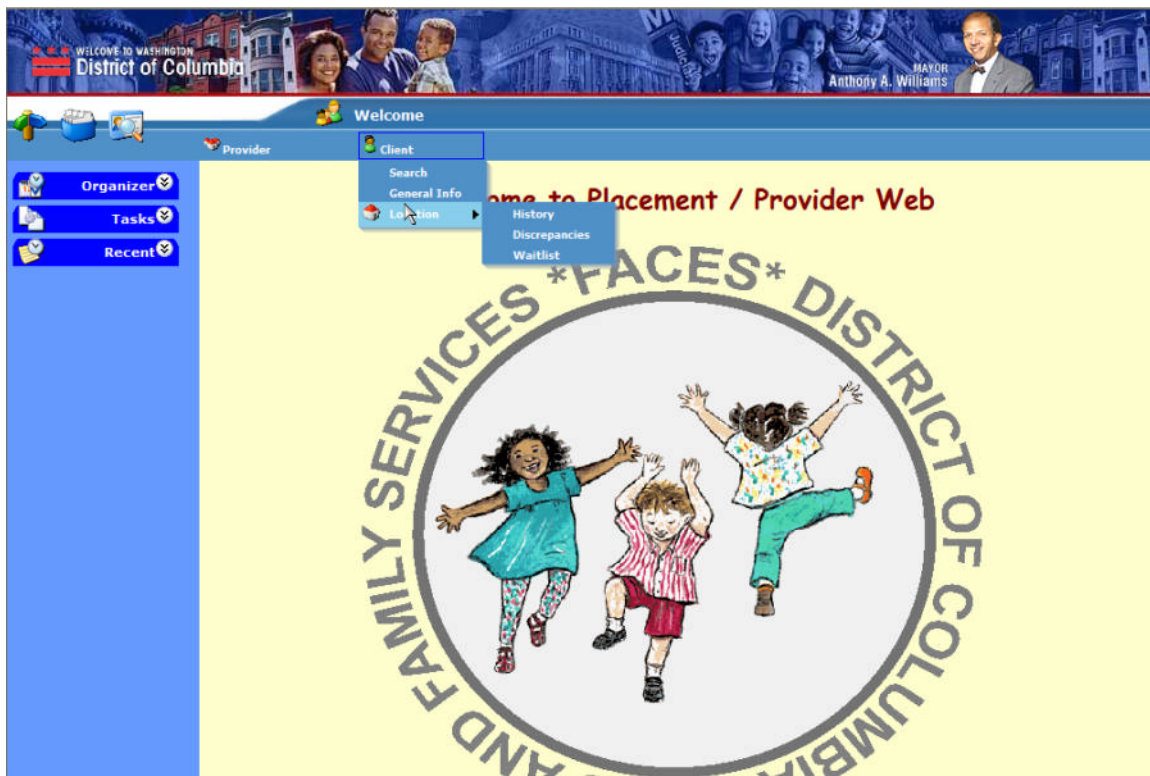 WELCOME TO WASHINGTON
District of Columbia
MAYOR
Anthony A. Williams
Welcome
Provider
Client
Organizer
Tasks
Recent
Search
General Info
Location
History
Discrepancies
Waitlist
ome to Placement / Provider Web
AND FAMILY SERVICES *FACES* DISTRICT OF COLUMBIA